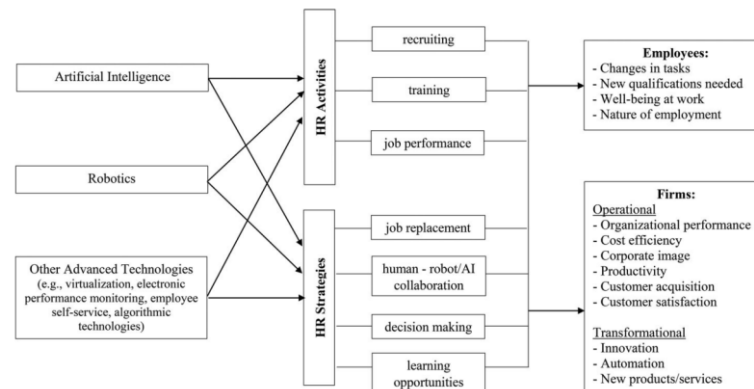 Artificial Intelligence
Robotics
Other Advanced Technologies
(e.g., virtualization, electronic
performance monitoring, employee
self-service, algorithmic
technologies)
HR Activities
recruiting
training
job performance
HR Strategies
job replacement
human - robot/AI
collaboration
decision making
learning
opportunities
Employees:
- Changes in tasks
- New qualifications needed
- Well-being at work
- Nature of employment
Firms:
Operational
- Organizational performance
- Cost efficiency
- Corporate image
- Productivity
- Customer acquisition
- Customer satisfaction
Transformational
- Innovation
- Automation
- New products/services